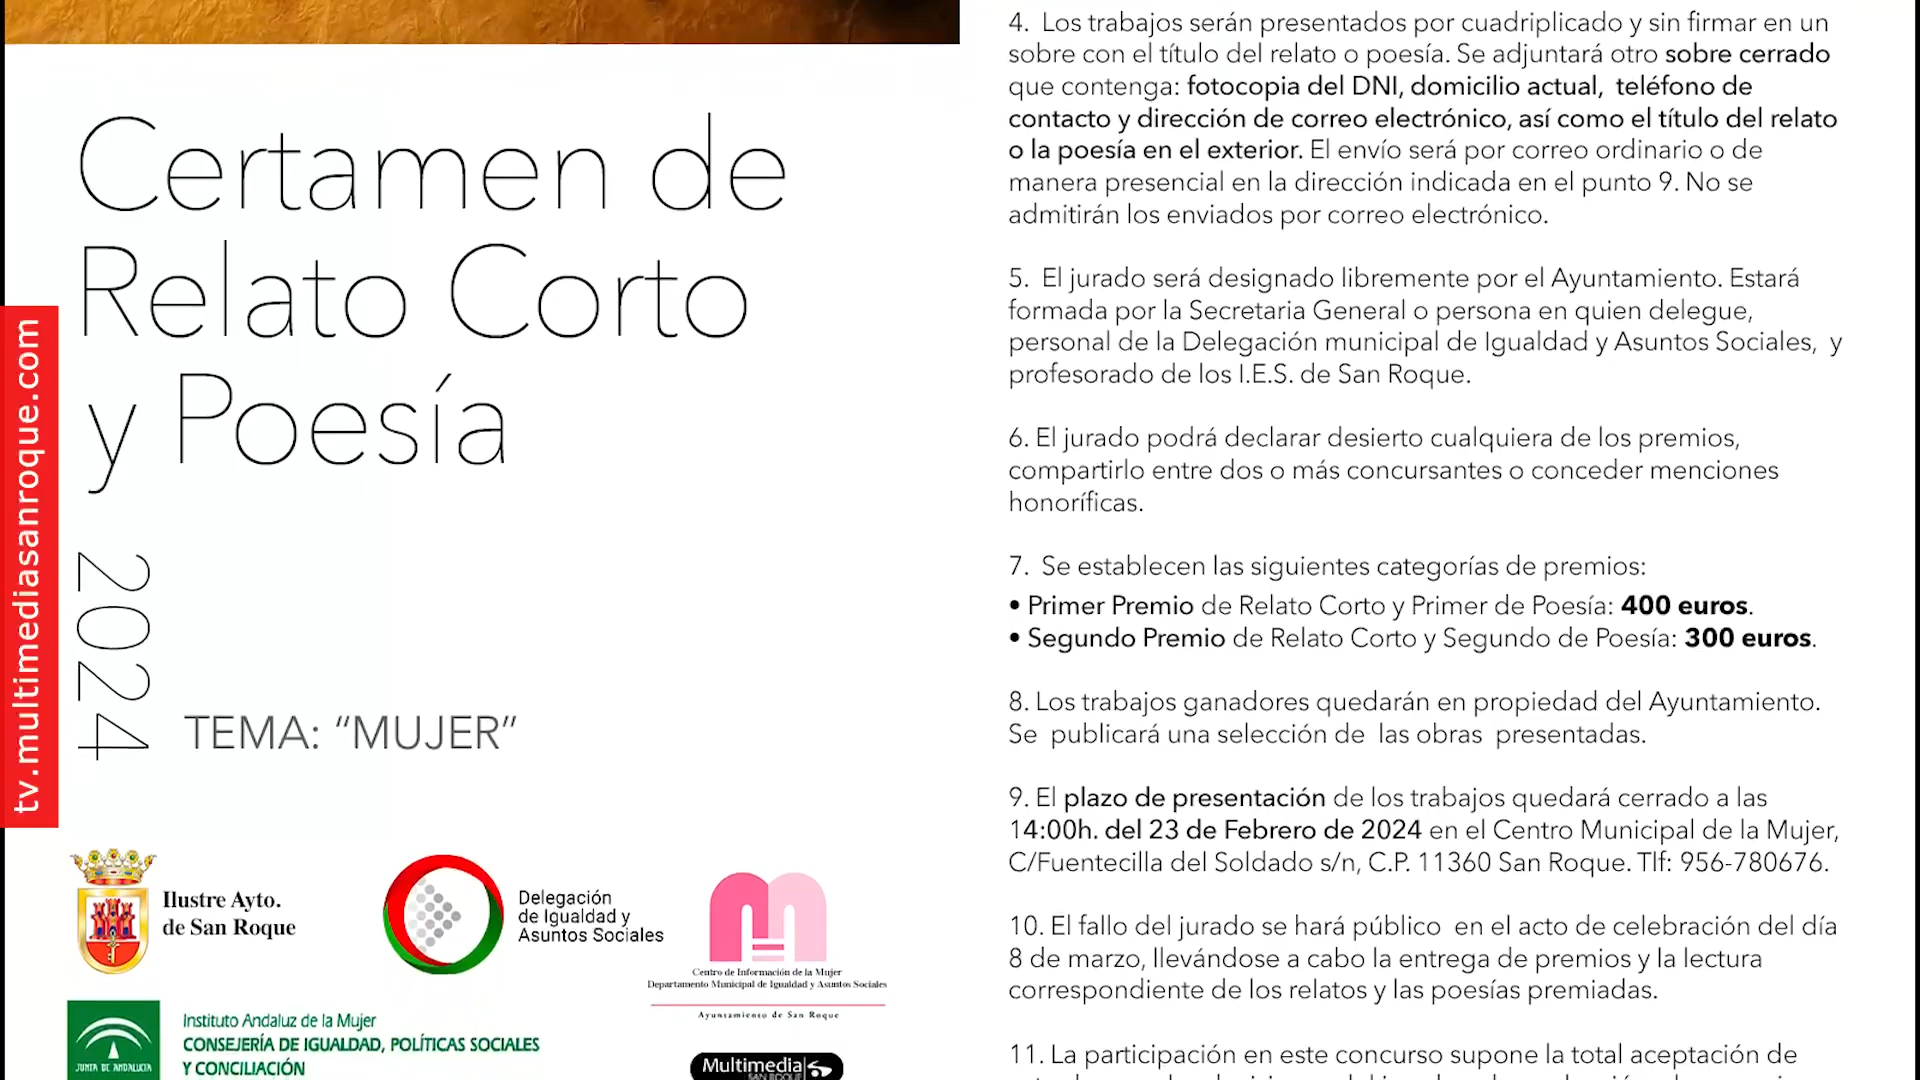 Certamen de
Relato Corto
y Poesía
2024
TEMA: “MUJER”
tv.multimediasanroque.com
Ilustre Ayto.
de San Roque
Delegación
de Igualdad y
Asuntos Sociales
Centro de Información de la Mujer
Departamento Municipal de Igualdad y Asuntos Sociales
Ayuntamiento de San Roque
JUNTA DE ANDALUCIA
Instituto Andaluz de la Mujer
CONSEJERÍA DE IGUALDAD, POLÍTICAS SOCIALES
Y CONCILIACIÓN
Multimedia
SAN ROQUE
4. Los trabajos serán presentados por cuadriplicado y sin firmar en un
sobre con el título del relato o poesía. Se adjuntará otro sobre cerrado
que contenga: fotocopia del DNI, domicilio actual, teléfono de
contacto y dirección de correo electrónico, así como el título del relato
o la poesía en el exterior. El envío será por correo ordinario o de
manera presencial en la dirección indicada en el punto 9. No se
admitirán los enviados por correo electrónico.
5. El jurado será designado libremente por el Ayuntamiento. Estará
formada por la Secretaria General o persona en quien delegue,
personal de la Delegación municipal de Igualdad y Asuntos Sociales, y
profesorado de los I.E.S. de San Roque.
6. El jurado podrá declarar desierto cualquiera de los premios,
compartirlo entre dos o más concursantes o conceder menciones
honoríficas.
7. Se establecen las siguientes categorías de premios:
• Primer Premio de Relato Corto y Primer de Poesía: 400 euros.
• Segundo Premio de Relato Corto y Segundo de Poesía: 300 euros.
8. Los trabajos ganadores quedarán en propiedad del Ayuntamiento.
Se publicará una selección de las obras presentadas.
9. El plazo de presentación de los trabajos quedará cerrado a las
14:00h. del 23 de Febrero de 2024 en el Centro Municipal de la Mujer,
C/Fuentecilla del Soldado s/n, C.P. 11360 San Roque. Tlf: 956-780676.
10. El fallo del jurado se hará público en el acto de celebración del día
8 de marzo, llevándose a cabo la entrega de premios y la lectura
correspondiente de los relatos y las poesías premiadas.
11. La participación en este concurso supone la total aceptación de